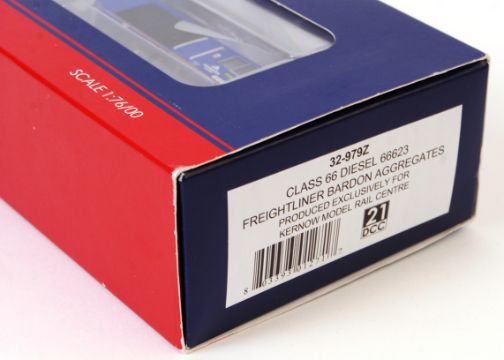 SCALE 1:76/00
32-979Z
CLASS 66 DIESEL 66623
FREIGHTLINER BARDON AGGREGATES
PRODUCED EXCLUSIVELY FOR
KERNOW MODEL RAIL CENTRE
21
DCC